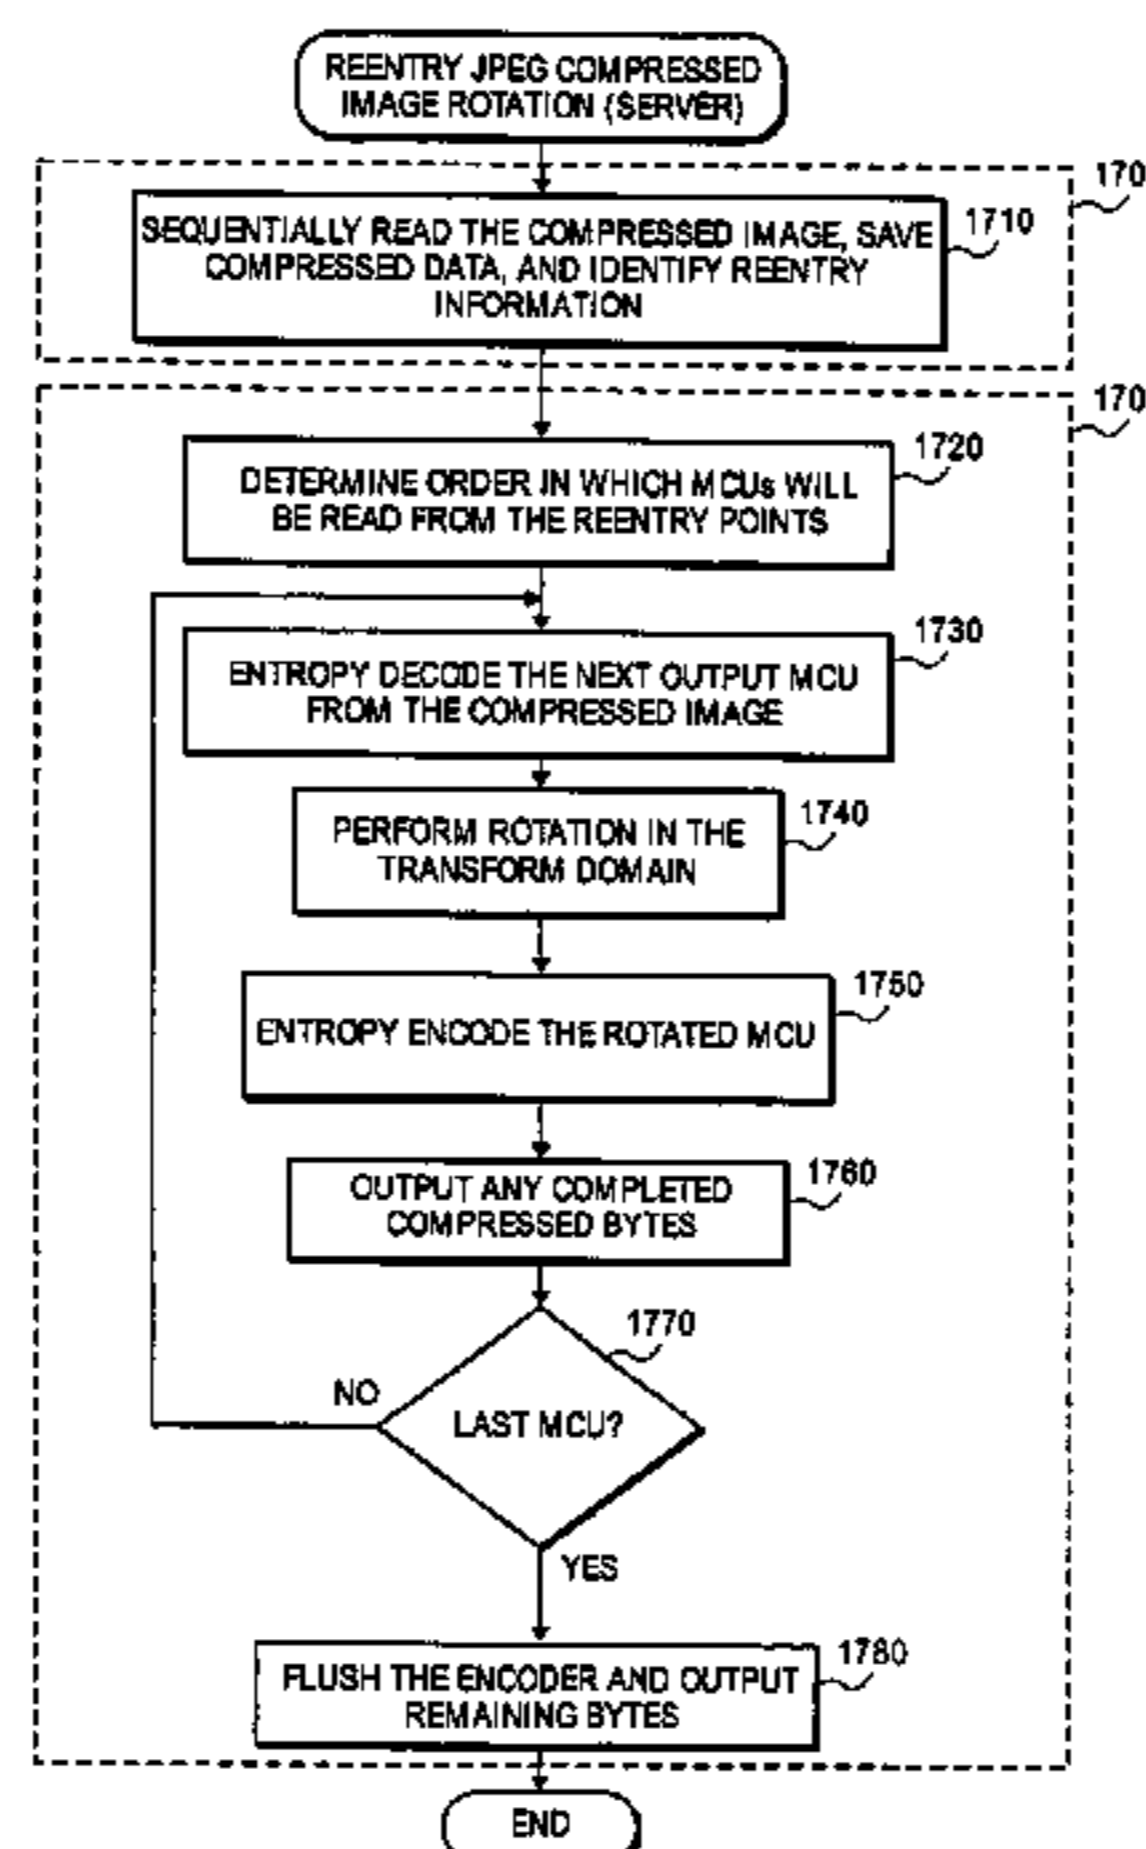 REENTRY JPEG COMPRESSED
IMAGE ROTATION (SERVER)
170
1710
SEQUENTIALLY READ THE COMPRESSED IMAGE, SAVE
COMPRESSED DATA, AND IDENTIFY REENTRY
INFORMATION
170
1720
DETERMINE ORDER IN WHICH MCUs WILL
BE READ FROM THE REENTRY POINTS
1730
ENTROPY DECODE THE NEXT OUTPUT MCU
FROM THE COMPRESSED IMAGE
1740
PERFORM ROTATION IN THE
TRANSFORM DOMAIN
1750
ENTROPY ENCODE THE ROTATED MCU
1760
OUTPUT ANY COMPLETED
COMPRESSED BYTES
1770
NO
LAST MCU?
YES
1780
FLUSH THE ENCODER AND OUTPUT
REMAINING BYTES
END